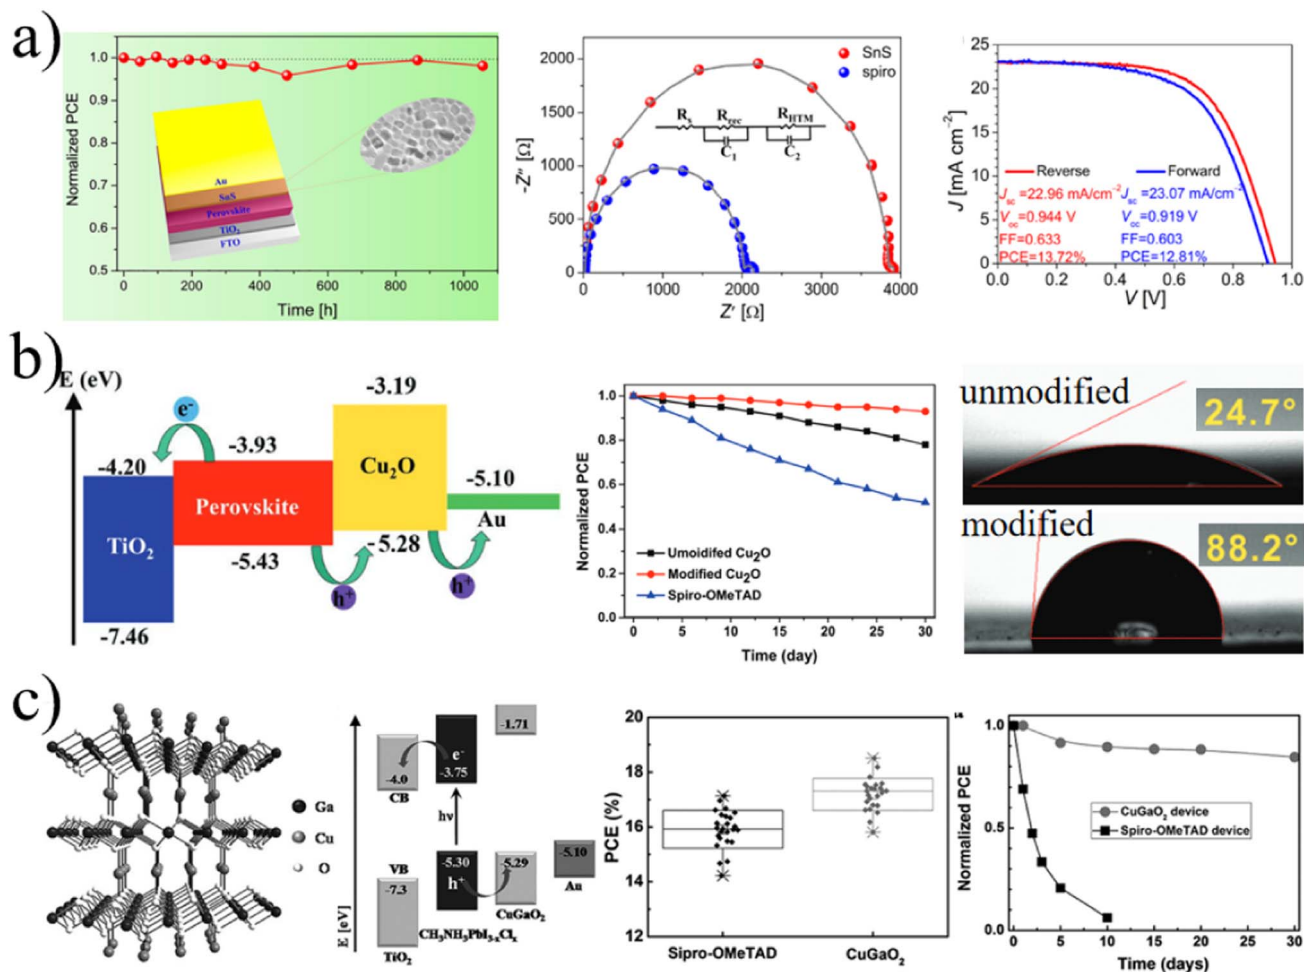 a)
Normalized PCE
1.0
0.9
0.8
0.7
0.6
0.5
Au
SnS
Perovskite
TiO₂
FTO
0 200 400 600 800 1000
Time [h]
-Z'' [Ω]
2000
1500
1000
500
0
SnS
spiro
Rs Rrec RHTM
C₁ C₂
0 1000 2000 3000 4000
Z' [Ω]
J [mA cm⁻²]
25
20
15
10
5
0
Reverse
Jsc =22.96 mA/cm⁻²
Voc=0.944 V
FF=0.633
PCE=13.72%
Forward
Jsc =23.07 mA/cm⁻²
Voc=0.919 V
FF=0.603
PCE=12.81%
0.0 0.2 0.4 0.6 0.8 1.0
V [V]
b)
E (eV)
-3.19
e⁻
-4.20
-3.93
Cu₂O
-5.10
Perovskite
Au
TiO₂
-5.43
-5.28
h⁺
h⁺
-7.46
Normalized PCE
1.0
0.8
0.6
0.4
0.2
0.0
Umoidifed Cu₂O
Modified Cu₂O
Spiro-OMeTAD
0 5 10 15 20 25 30
Time (day)
unmodified
24.7°
modified
88.2°
c)
Ga
Cu
O
E [eV]
-1.71
e⁻
-4.0
-3.75
CB
hν
VB
-5.30
-5.29
-5.10
h⁺
-7.3
Au
CuGaO₂
CH₃NH₃PbI₃₋ₓClₓ
TiO₂
PCE (%)
20
18
16
14
12
Sipro-OMeTAD CuGaO₂
Normalized PCE
1.0
0.5
0.0
CuGaO₂ device
Spiro-OMeTAD device
0 5 10 15 20 25 30
Time (days)